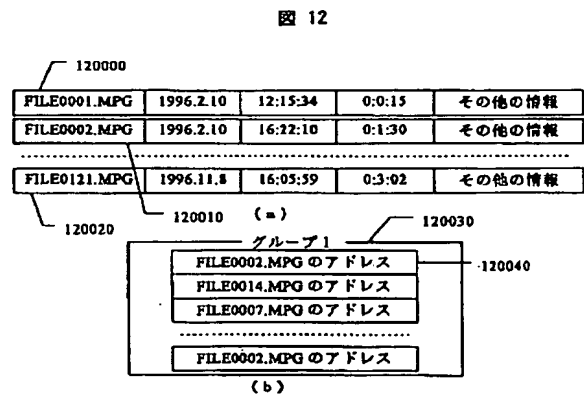 図 12
120000
FILE0001.MPG 1996.2.10 12:15:34 0:0:15 その他の情報
FILE0002.MPG 1996.2.10 16:22:10 0:1:30 その他の情報
FILE0121.MPG 1996.11.8 16:05:59 0:3:02 その他の情報
120020
120010
(a)
120030
グループ1
FILE0002.MPG のアドレス
120040
FILE0014.MPG のアドレス
FILE0007.MPG のアドレス
FILE0002.MPG のアドレス
(b)